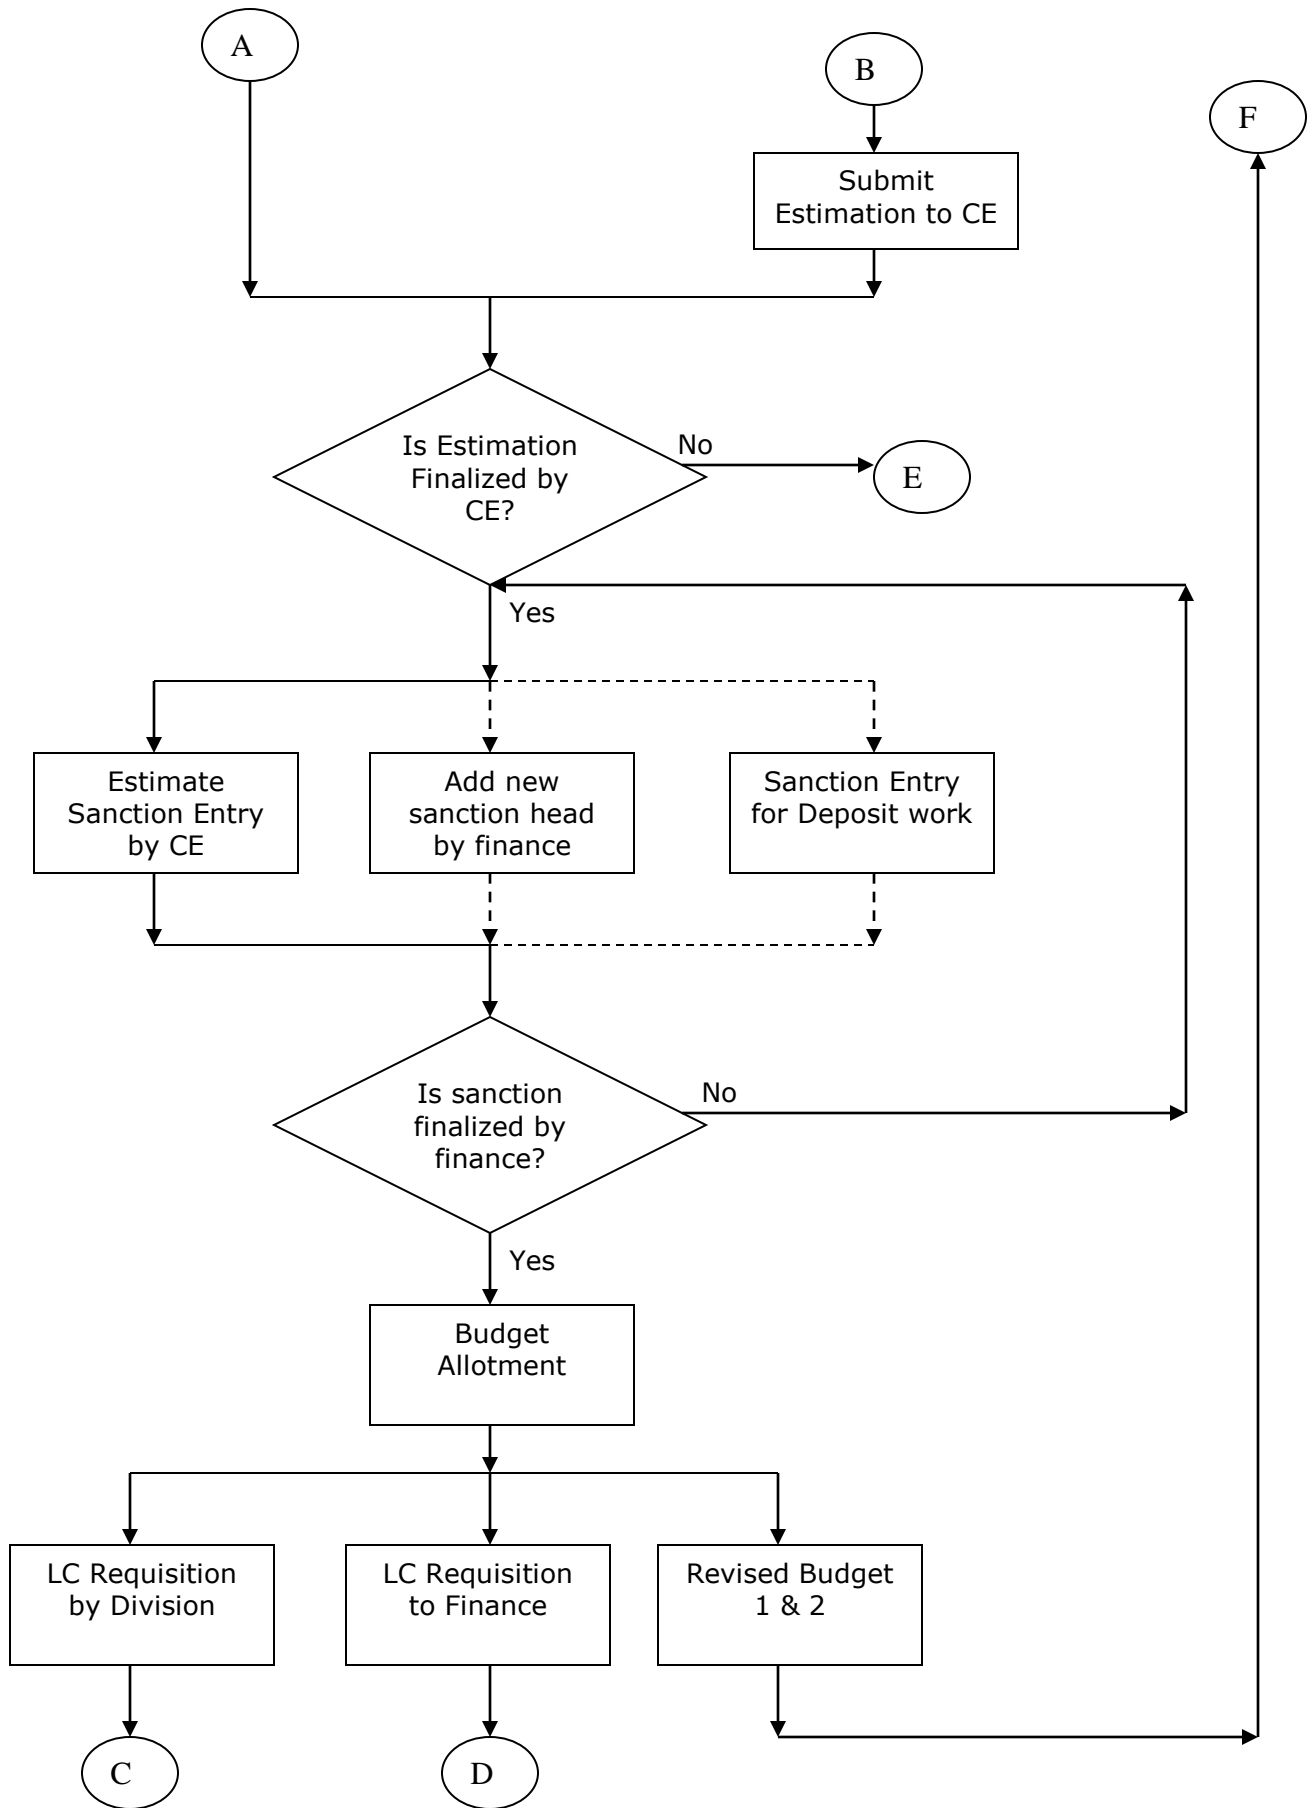 A
B
F
Submit
Estimation to CE
Is Estimation
Finalized by
CE?
No
E
Yes
Estimate
Sanction Entry
by CE
Add new
sanction head
by finance
Sanction Entry
for Deposit work
Is sanction
finalized by
finance?
No
Yes
Budget
Allotment
LC Requisition
by Division
LC Requisition
to Finance
Revised Budget
1 & 2
C
D